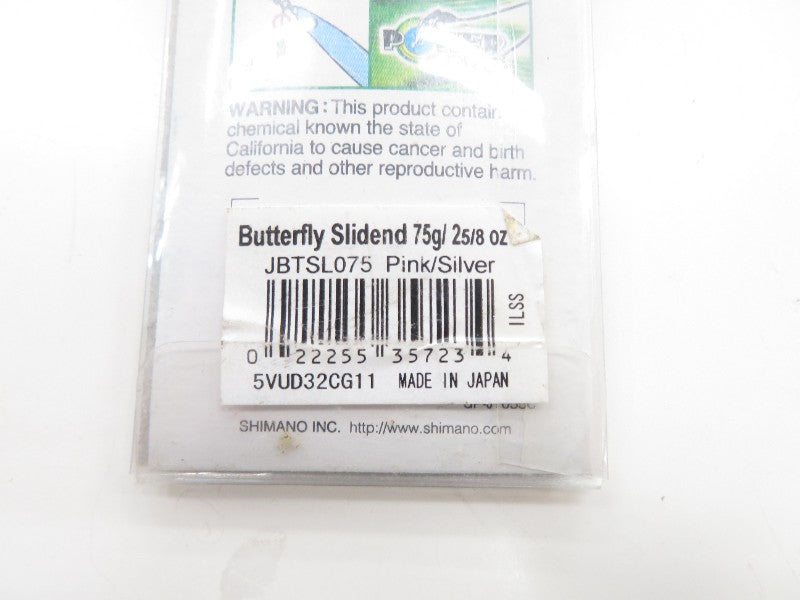 POWER
WARNING: This product contain
chemical known the state of
California to cause cancer and birth
defects and other reproductive harm.
Butterfly Slidend 75g/ 25/8 oz
JBTSL075 Pink/Silver
ILSS
0 22255 35723 4
5VUD32CG11 MADE IN JAPAN
SHIMANO INC. http://www.shimano.com